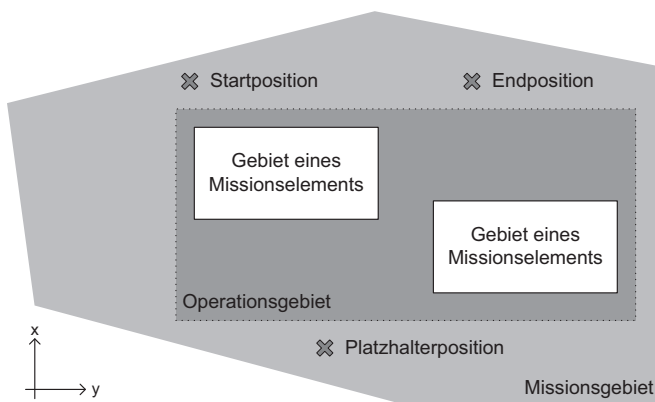 Startposition
Endposition
Gebiet eines
Missionselements
Gebiet eines
Missionselements
Operationsgebiet
x
y
Platzhalterposition
Missionsgebiet